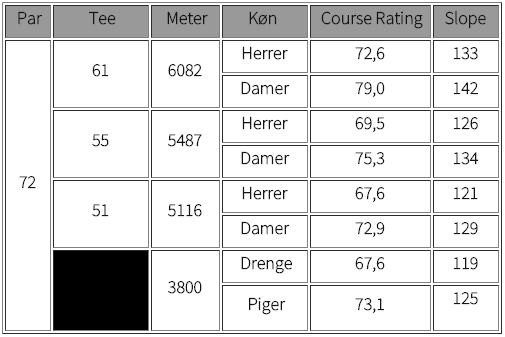 Par Tee Meter Køn Course Rating Slope
72 61 6082 Herrer 72,6 133
Damer 79,0 142
55 5487 Herrer 69,5 126
Damer 75,3 134
51 5116 Herrer 67,6 121
Damer 72,9 129
3800 Drenge 67,6 119
Piger 73,1 125